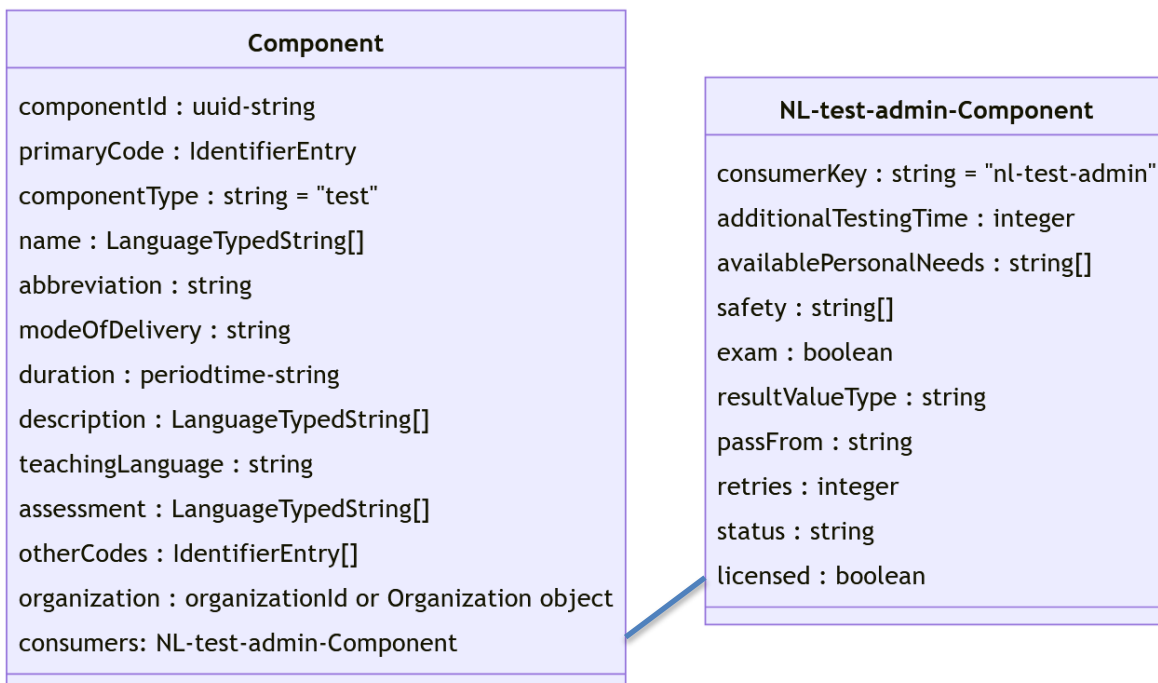 Component
componentId : uuid-string
primaryCode : IdentifierEntry
componentType : string = "test"
name : LanguageTypedString[]
abbreviation : string
modeOfDelivery : string
duration : periodtime-string
description : LanguageTypedString[]
teachingLanguage : string
assessment : LanguageTypedString[]
otherCodes : IdentifierEntry[]
organization : organizationId or Organization object
consumers: NL-test-admin-Component
NL-test-admin-Component
consumerKey : string = "nl-test-admin"
additionalTestingTime : integer
availablePersonalNeeds : string[]
safety : string[]
exam : boolean
resultValueType : string
passFrom : string
retries : integer
status : string
licensed : boolean